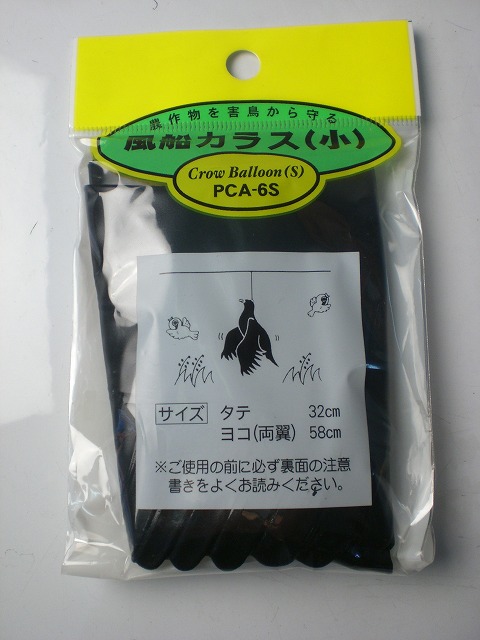 農作物を害鳥から守る
風船カラス(小)
Crow Balloon(S)
PCA-6S
サイズ タテ 32cm
ヨコ(両翼) 58cm
※ご使用の前に必ず裏面の注意
書きをよくお読みください。